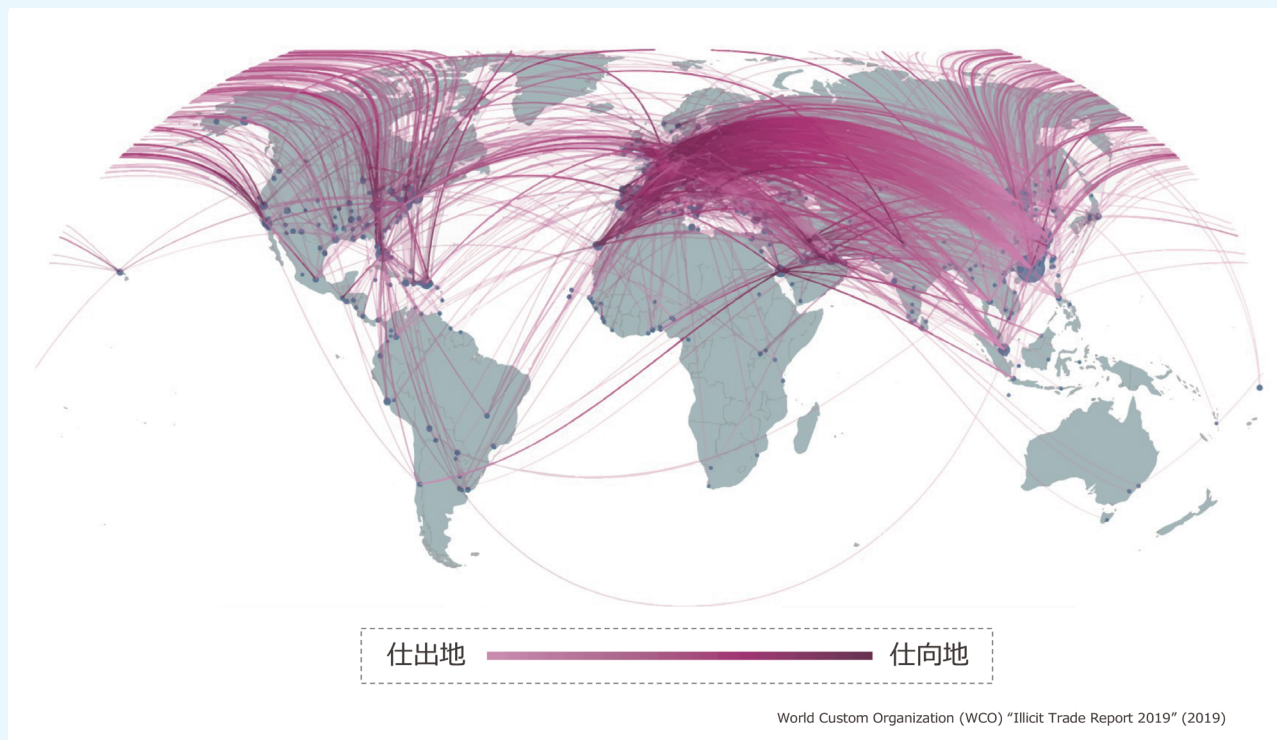 仕出地
仕向地
World Custom Organization (WCO) “Illicit Trade Report 2019” (2019)